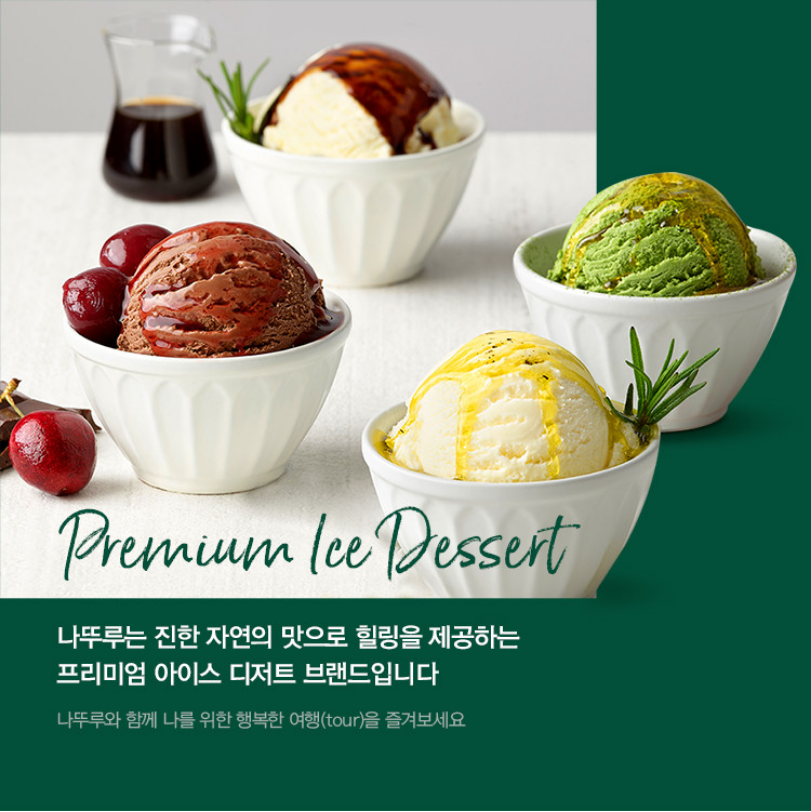 Premium Ice Dessert
나뚜루는 진한 자연의 맛으로 힐링을 제공하는
프리미엄 아이스 디저트 브랜드입니다
나뚜루와 함께 나를 위한 행복한 여행(tour)을 즐겨보세요